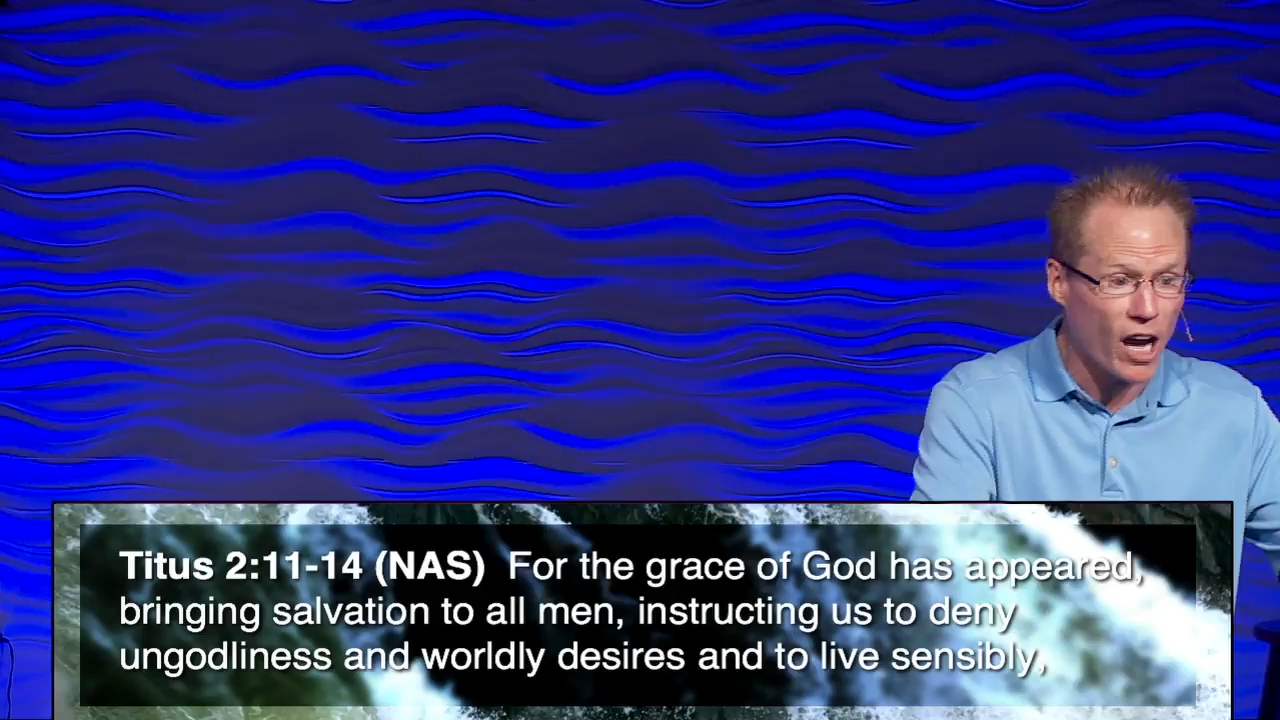 Titus 2:11-14 (NAS) For the grace of God has appeared,
bringing salvation to all men, instructing us to deny
ungodliness and worldly desires and to live sensibly,